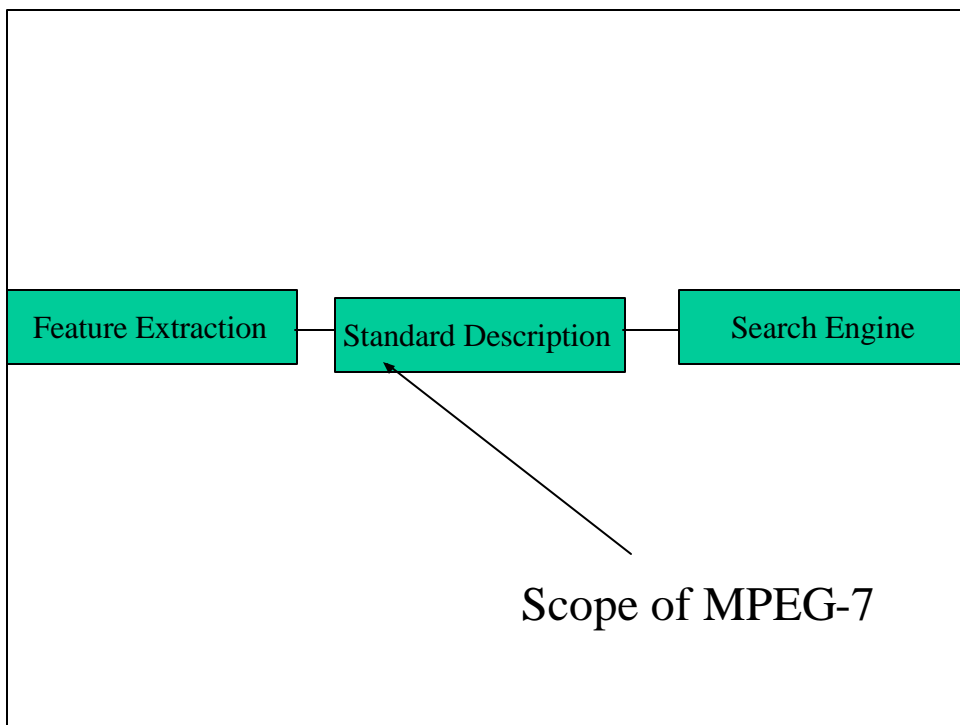 Feature Extraction
Standard Description
Search Engine
Scope of MPEG-7